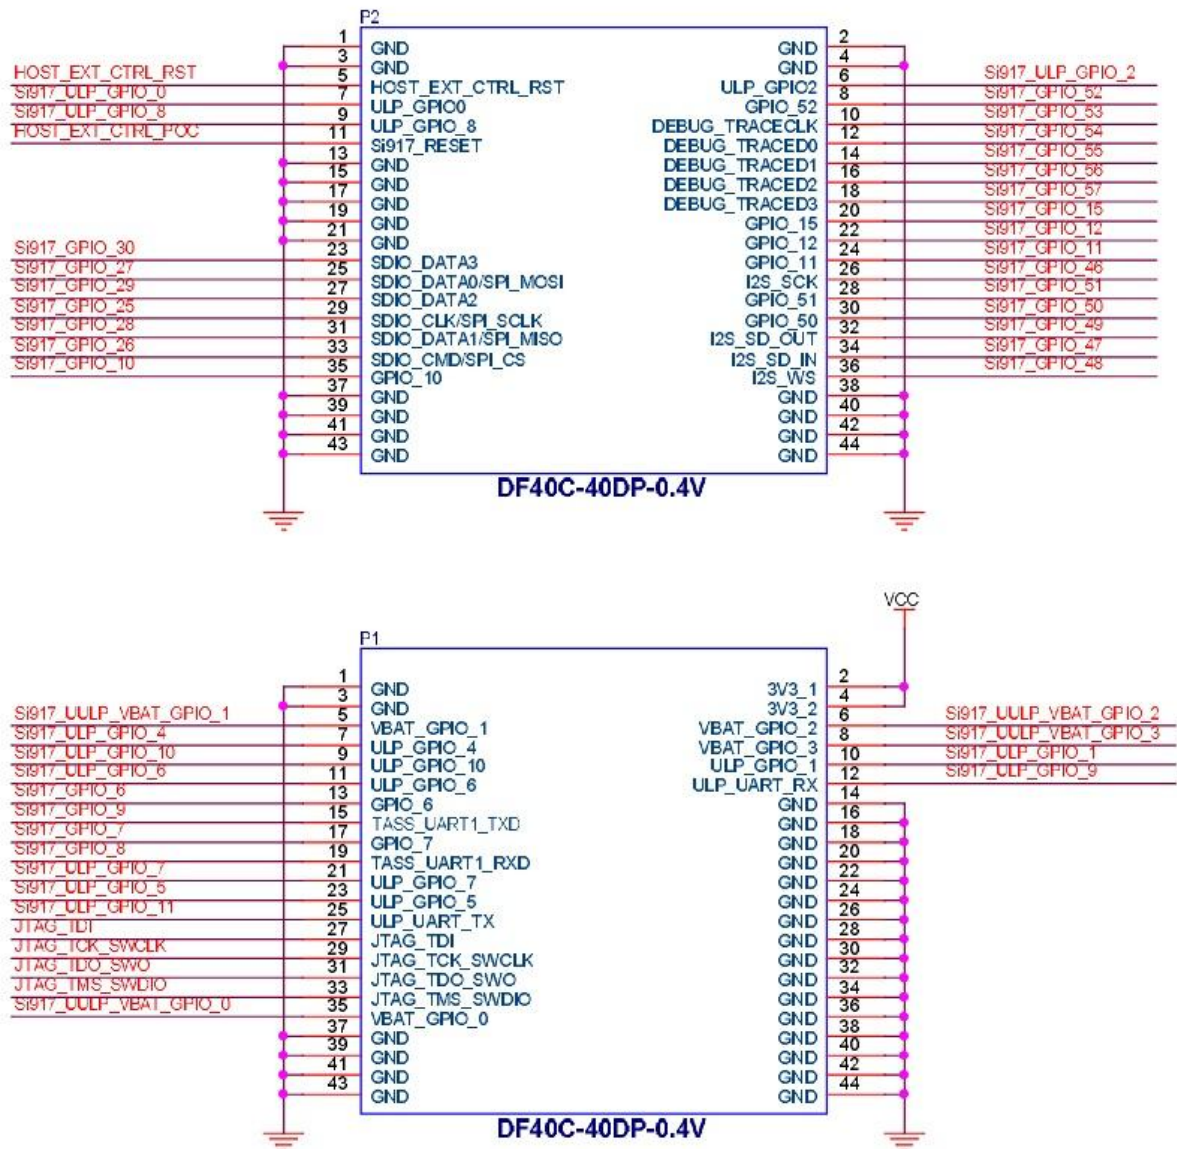 P2
1 GND GND 2
3 GND GND 4
HOST_EXT_CTRL_RST 5 HOST_EXT_CTRL_RST ULP_GPIO2 6 Si917_ULP_GPIO_2
Si917_ULP_GPIO_0 7 ULP_GPIO0 GPIO_52 8 Si917_GPIO_52
Si917_ULP_GPIO_8 9 ULP_GPIO_8 DEBUG_TRACECLK 10 Si917_GPIO_53
HOST_EXT_CTRL_POC 11 Si917_RESET DEBUG_TRACED0 12 Si917_GPIO_54
13 GND DEBUG_TRACED1 14 Si917_GPIO_55
15 GND DEBUG_TRACED2 16 Si917_GPIO_56
17 GND DEBUG_TRACED3 18 Si917_GPIO_57
19 GND GPIO_15 20 Si917_GPIO_15
21 GND GPIO_12 22 Si917_GPIO_12
Si917_GPIO_30 23 SDIO_DATA3 GPIO_11 24 Si917_GPIO_11
Si917_GPIO_27 25 SDIO_DATA0/SPI_MOSI I2S_SCK 26 Si917_GPIO_46
Si917_GPIO_29 27 SDIO_DATA2 GPIO_51 28 Si917_GPIO_51
Si917_GPIO_25 29 SDIO_CLK/SPI_SCLK GPIO_50 30 Si917_GPIO_50
Si917_GPIO_28 31 SDIO_DATA1/SPI_MISO I2S_SD_OUT 32 Si917_GPIO_49
Si917_GPIO_26 33 SDIO_CMD/SPI_CS I2S_SD_IN 34 Si917_GPIO_47
Si917_GPIO_10 35 GPIO_10 I2S_WS 36 Si917_GPIO_48
37 GND GND 38
39 GND GND 40
41 GND GND 42
43 GND GND 44
DF40C-40DP-0.4V
VCC
P1
1 GND 3V3_1 2
3 GND 3V3_2 4
Si917_UULP_VBAT_GPIO_1 5 VBAT_GPIO_1 VBAT_GPIO_2 6 Si917_UULP_VBAT_GPIO_2
Si917_ULP_GPIO_4 7 ULP_GPIO_4 VBAT_GPIO_3 8 Si917_UULP_VBAT_GPIO_3
Si917_ULP_GPIO_10 9 ULP_GPIO_10 ULP_GPIO_1 10 Si917_ULP_GPIO_1
Si917_ULP_GPIO_6 11 ULP_GPIO_6 ULP_UART_RX 12 Si917_ULP_GPIO_9
Si917_GPIO_6 13 GPIO_6 GND 14
Si917_GPIO_9 15 TASS_UART1_TXD GND 16
Si917_GPIO_7 17 GPIO_7 GND 18
Si917_GPIO_8 19 TASS_UART1_RXD GND 20
Si917_ULP_GPIO_7 21 ULP_GPIO_7 GND 22
Si917_ULP_GPIO_5 23 ULP_GPIO_5 GND 24
Si917_ULP_GPIO_11 25 ULP_UART_TX GND 26
JTAG_TDI 27 JTAG_TDI GND 28
JTAG_TCK_SWCLK 29 JTAG_TCK_SWCLK GND 30
JTAG_TDO_SWO 31 JTAG_TDO_SWO GND 32
JTAG_TMS_SWDIO 33 JTAG_TMS_SWDIO GND 34
Si917_UULP_VBAT_GPIO_0 35 VBAT_GPIO_0 GND 36
37 GND GND 38
39 GND GND 40
41 GND GND 42
43 GND GND 44
DF40C-40DP-0.4V